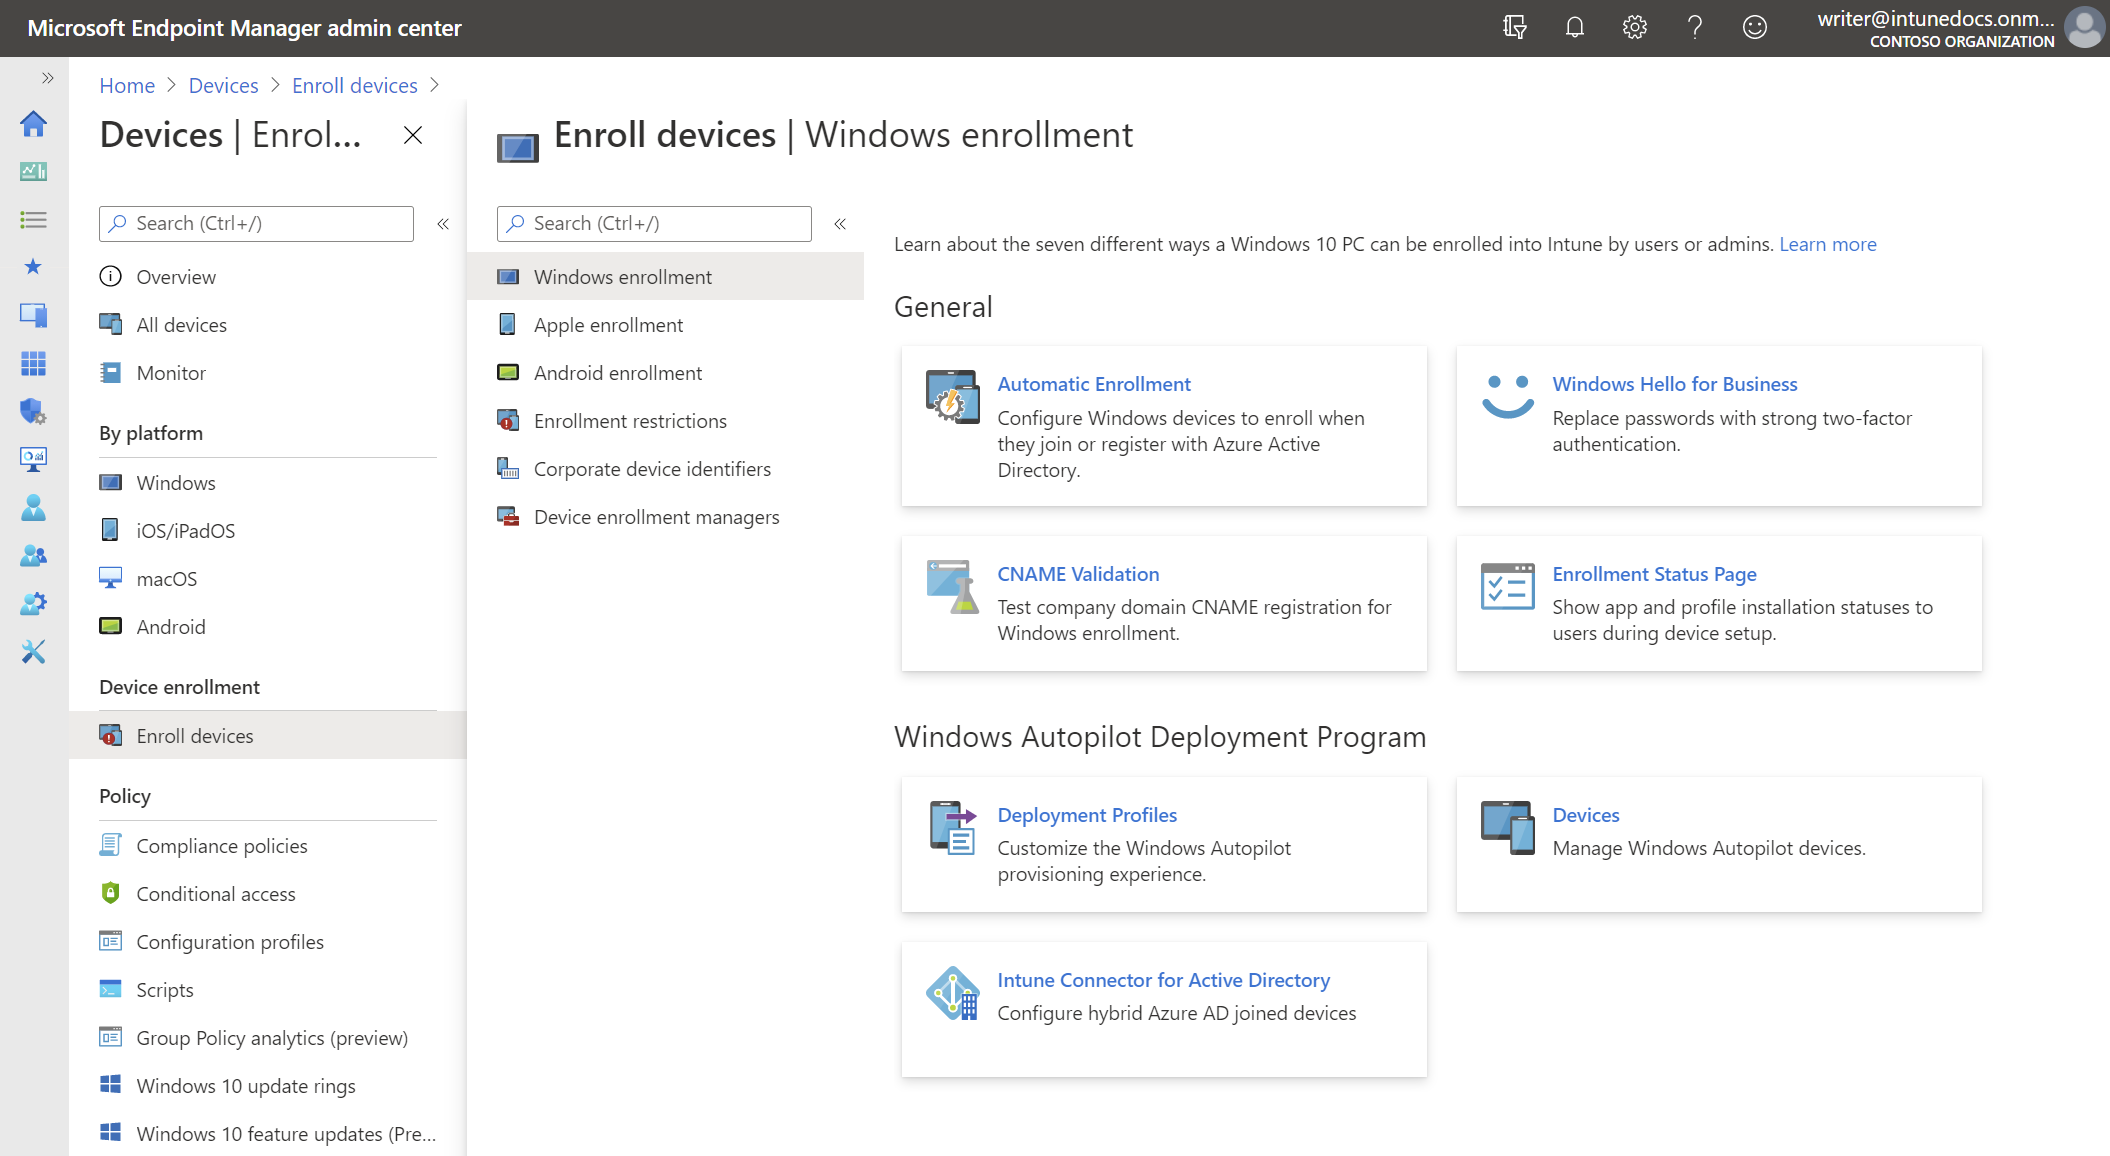 Microsoft Endpoint Manager admin center
writer@intunedocs.onm...
CONTOSO ORGANIZATION
Home
Devices
Enroll devices
Devices | Enrol...
Search (Ctrl+/)
Overview
All devices
Monitor
By platform
Windows
iOS/iPadOS
macOS
Android
Device enrollment
Enroll devices
Policy
Compliance policies
Conditional access
Configuration profiles
Scripts
Group Policy analytics (preview)
Windows 10 update rings
Windows 10 feature updates (Pre...
Enroll devices | Windows enrollment
Search (Ctrl+/)
Windows enrollment
Apple enrollment
Android enrollment
Enrollment restrictions
Corporate device identifiers
Device enrollment managers
Learn about the seven different ways a Windows 10 PC can be enrolled into Intune by users or admins. Learn more
General
Automatic Enrollment
Configure Windows devices to enroll when
they join or register with Azure Active
Directory.
Windows Hello for Business
Replace passwords with strong two-factor
authentication.
CNAME Validation
Test company domain CNAME registration for
Windows enrollment.
Enrollment Status Page
Show app and profile installation statuses to
users during device setup.
Windows Autopilot Deployment Program
Deployment Profiles
Customize the Windows Autopilot
provisioning experience.
Devices
Manage Windows Autopilot devices.
Intune Connector for Active Directory
Configure hybrid Azure AD joined devices